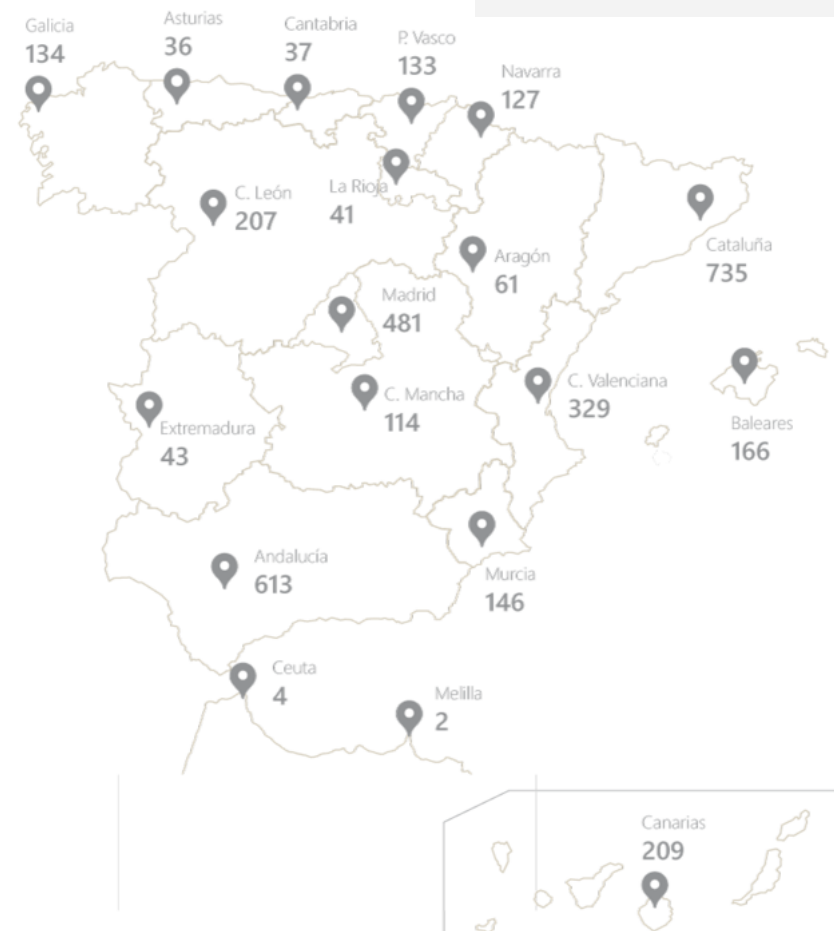 Galicia
134
Asturias
36
Cantabria
37
P. Vasco
133
Navarra
127
C. León
207
La Rioja
41
Aragón
61
Cataluña
735
Madrid
481
C. Mancha
114
C. Valenciana
329
Baleares
166
Extremadura
43
Andalucía
613
Murcia
146
Ceuta
4
Melilla
2
Canarias
209